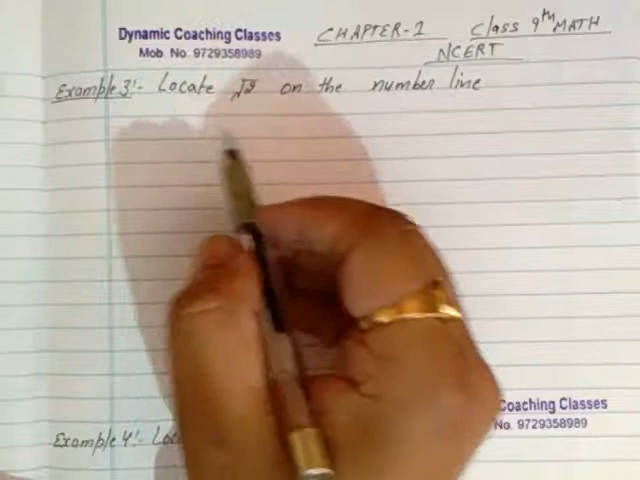 Dynamic Coaching Classes
Mob. No. 9729358989
CHAPTER-1 Class 9th MATH
NCERT
Example 3:- Locate √2 on the number line
Coaching Classes
No. 9729358989
Example 4:- Loc